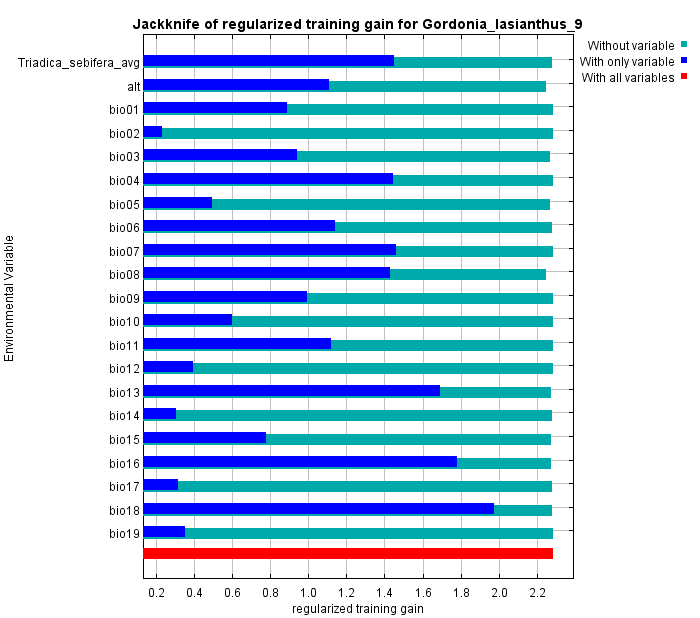 Jackknife of regularized training gain for Gordonia_lasianthus_9
Without variable
With only variable
With all variables
Triadica_sebifera_avg
alt
bio01
bio02
bio03
bio04
bio05
bio06
bio07
bio08
bio09
bio10
bio11
bio12
bio13
bio14
bio15
bio16
bio17
bio18
bio19
Environmental Variable
0.2 0.4 0.6 0.8 1.0 1.2 1.4 1.6 1.8 2.0 2.2
regularized training gain